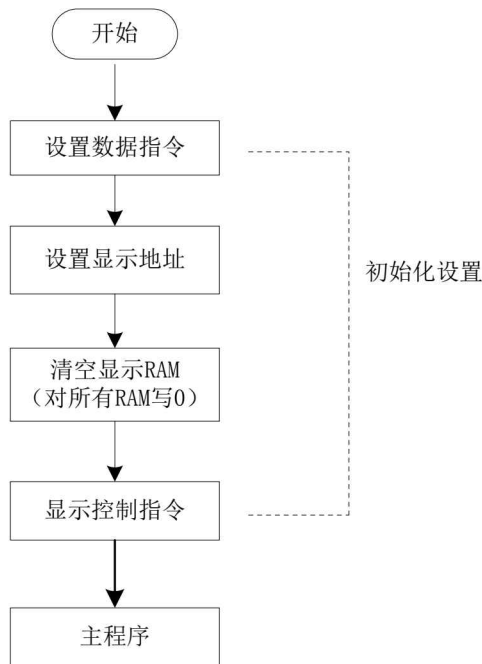 开始
设置数据指令
设置显示地址
初始化设置
清空显示RAM
（对所有RAM写0）
显示控制指令
主程序